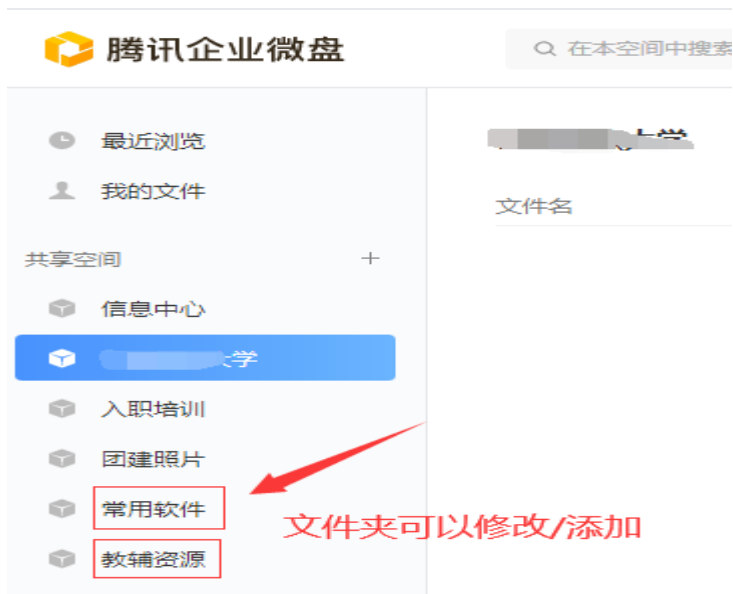 腾讯企业微盘
在本空间中搜索
最近浏览
我的文件
大学
文件名
共享空间
信息中心
大学
入职培训
团建照片
常用软件
文件夹可以修改/添加
教辅资源